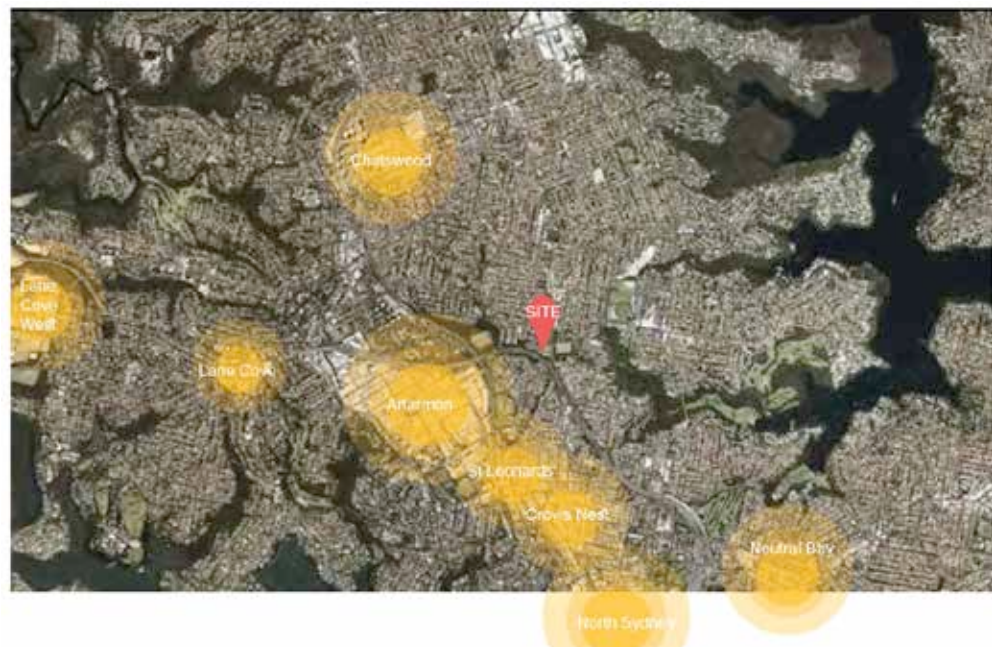 Chatswood
Lane
Cove
West
SITE
Lane Cove
Artarmon
St Leonards
Crows Nest
Neutral Bay
North Sydney